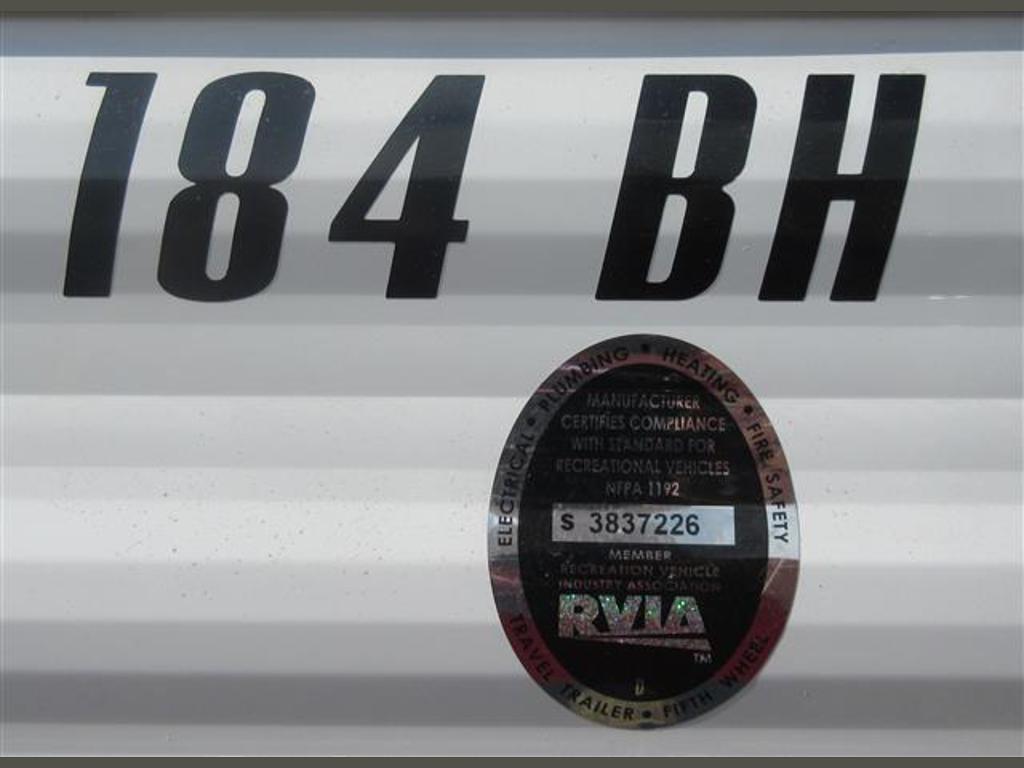 184 BH
ELECTRICAL • PLUMBING • HEATING • FIRE SAFETY
MANUFACTURER
CERTIFIES COMPLIANCE
WITH STANDARD FOR
RECREATIONAL VEHICLES
NFPA 1192
S 3837226
MEMBER
RECREATION VEHICLE
INDUSTRY ASSOCIATION
RVIA
TM
TRAVEL TRAILER • FIFTH WHEEL